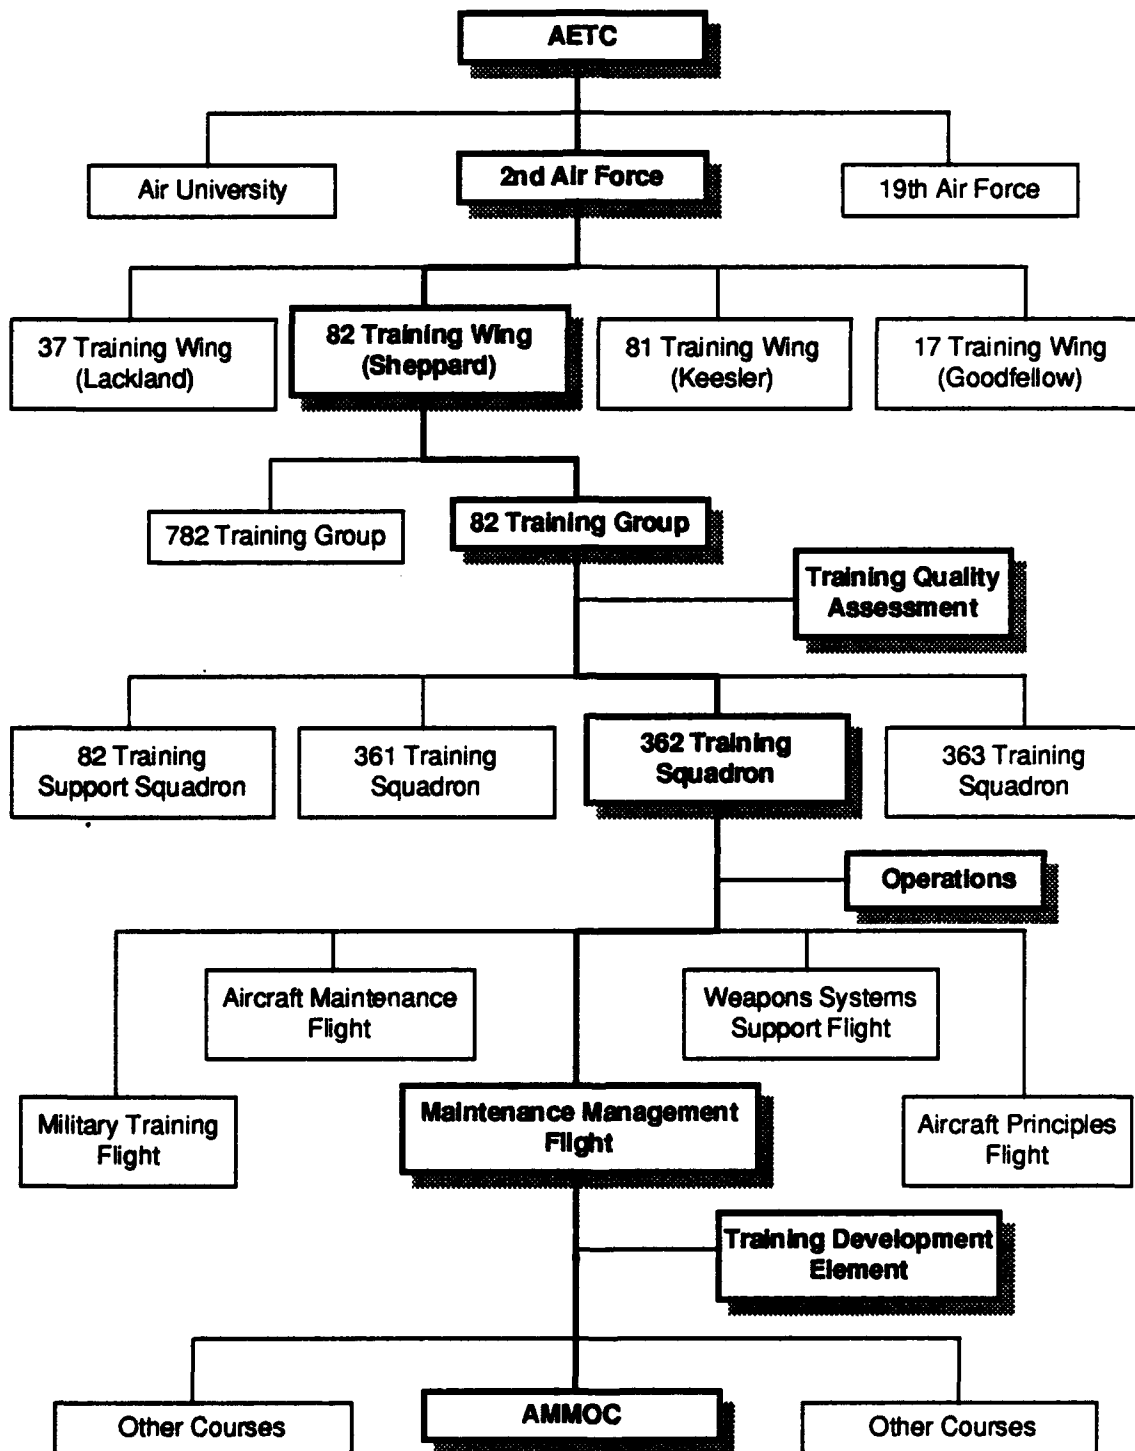 AETC
Air University
2nd Air Force
19th Air Force
37 Training Wing
(Lackland)
82 Training Wing
(Sheppard)
81 Training Wing
(Keesler)
17 Training Wing
(Goodfellow)
782 Training Group
82 Training Group
Training Quality
Assessment
82 Training
Support Squadron
361 Training
Squadron
362 Training
Squadron
363 Training
Squadron
Operations
Aircraft Maintenance
Flight
Weapons Systems
Support Flight
Military Training
Flight
Maintenance Management
Flight
Aircraft Principles
Flight
Training Development
Element
Other Courses
AMMOC
Other Courses